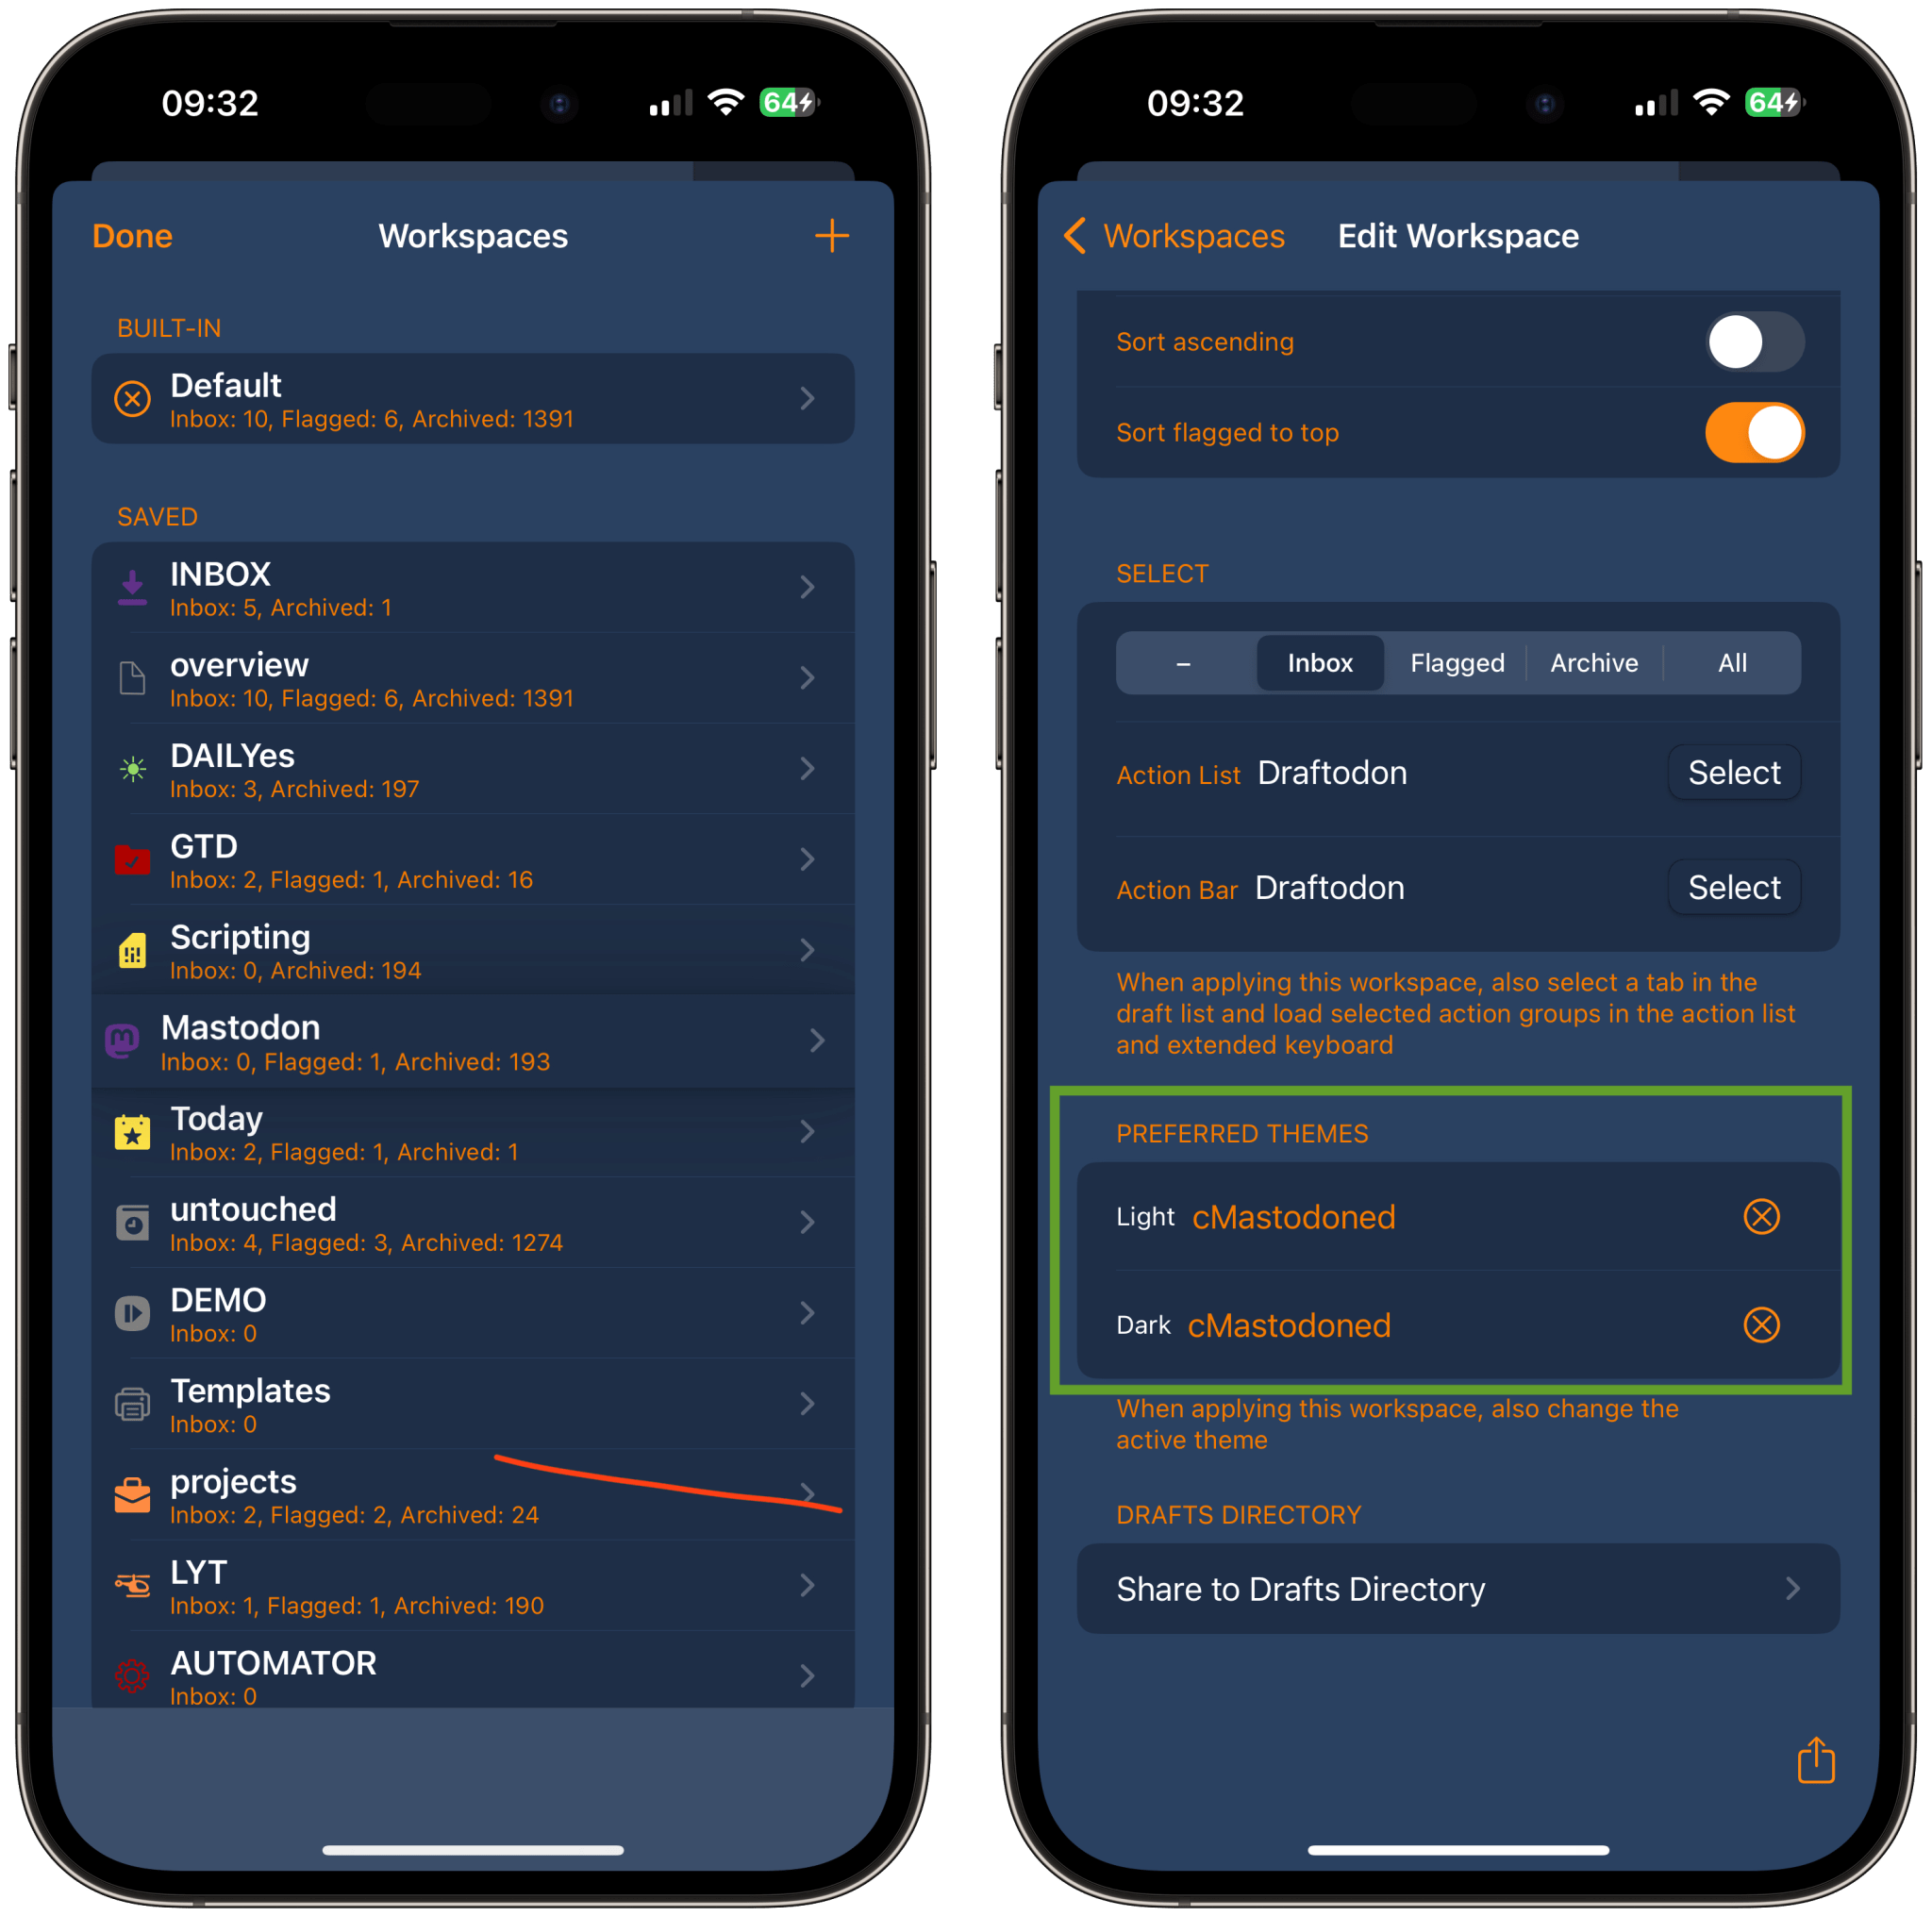 09:32
64
Done
Workspaces
BUILT-IN
Default
Inbox: 10, Flagged: 6, Archived: 1391
SAVED
INBOX
Inbox: 5, Archived: 1
overview
Inbox: 10, Flagged: 6, Archived: 1391
DAILYes
Inbox: 3, Archived: 197
GTD
Inbox: 2, Flagged: 1, Archived: 16
Scripting
Inbox: 0, Archived: 194
Mastodon
Inbox: 0, Flagged: 1, Archived: 193
Today
Inbox: 2, Flagged: 1, Archived: 1
untouched
Inbox: 4, Flagged: 3, Archived: 1274
DEMO
Inbox: 0
Templates
Inbox: 0
projects
Inbox: 2, Flagged: 2, Archived: 24
LYT
Inbox: 1, Flagged: 1, Archived: 190
AUTOMATOR
Inbox: 0
09:32
64
Workspaces
Edit Workspace
Sort ascending
Sort flagged to top
SELECT
– Inbox Flagged Archive All
Action List Draftodon Select
Action Bar Draftodon Select
When applying this workspace, also select a tab in the
draft list and load selected action groups in the action list
and extended keyboard
PREFERRED THEMES
Light cMastodoned
Dark cMastodoned
When applying this workspace, also change the
active theme
DRAFTS DIRECTORY
Share to Drafts Directory